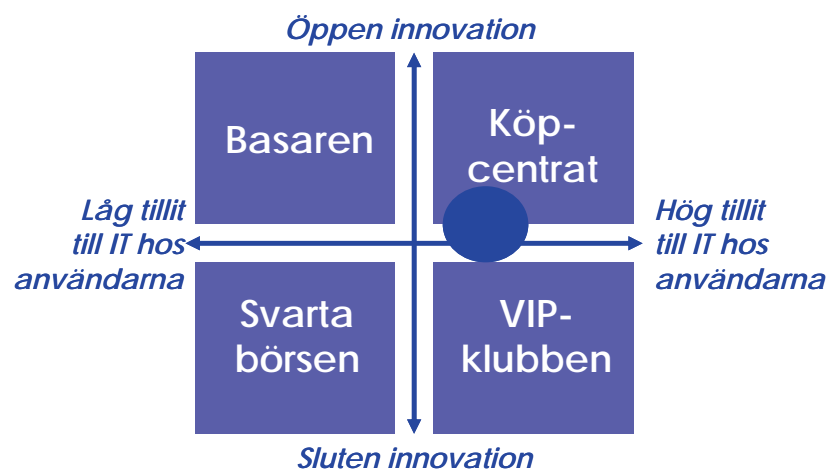 Öppen innovation
Basaren
Köp-
centrat
Låg tillit
till IT hos
användarna
Hög tillit
till IT hos
användarna
Svarta
börsen
VIP-
klubben
Sluten innovation